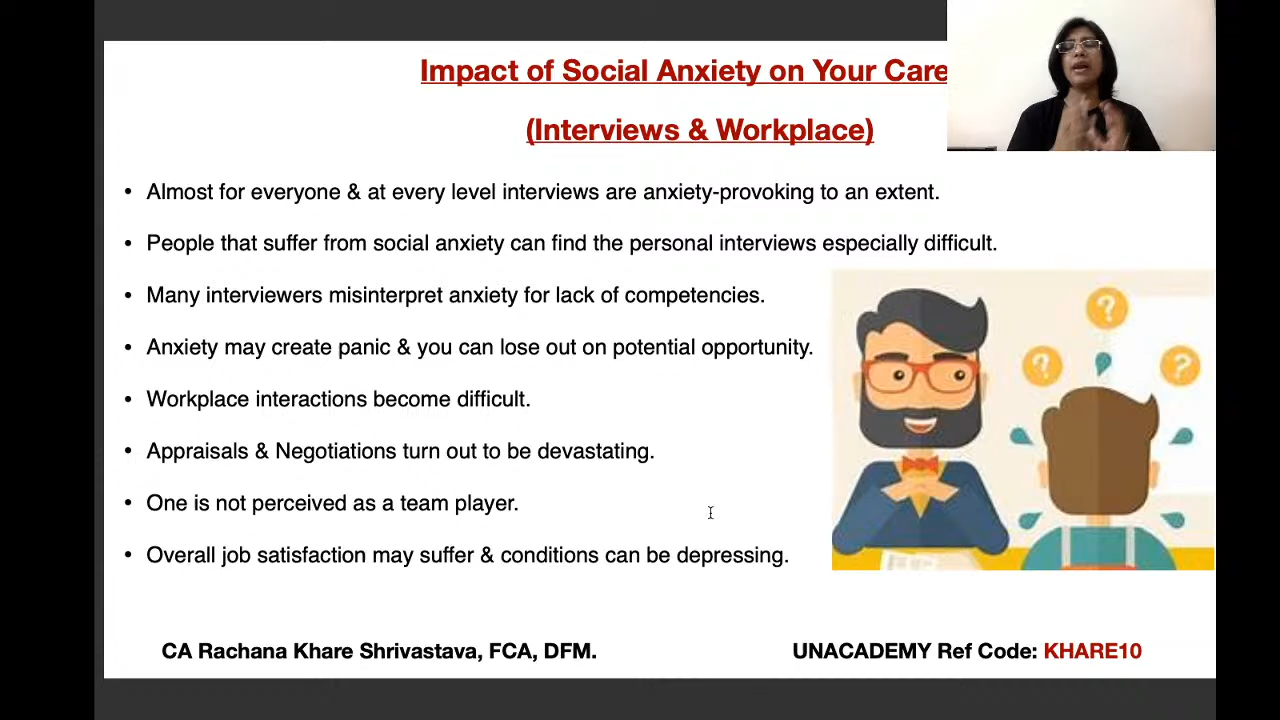 Impact of Social Anxiety on Your Care
(Interviews & Workplace)
• Almost for everyone & at every level interviews are anxiety-provoking to an extent.
• People that suffer from social anxiety can find the personal interviews especially difficult.
• Many interviewers misinterpret anxiety for lack of competencies.
• Anxiety may create panic & you can lose out on potential opportunity.
• Workplace interactions become difficult.
• Appraisals & Negotiations turn out to be devastating.
• One is not perceived as a team player.
• Overall job satisfaction may suffer & conditions can be depressing.
? ? ?
CA Rachana Khare Shrivastava, FCA, DFM. UNACADEMY Ref Code: KHARE10